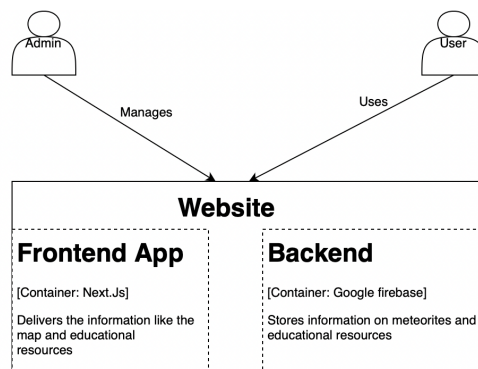 Admin
User
Manages
Uses
Website
Frontend App
[Container: Next.Js]
Delivers the information like the
map and educational
resources
Backend
[Container: Google firebase]
Stores information on meteorites and
educational resources